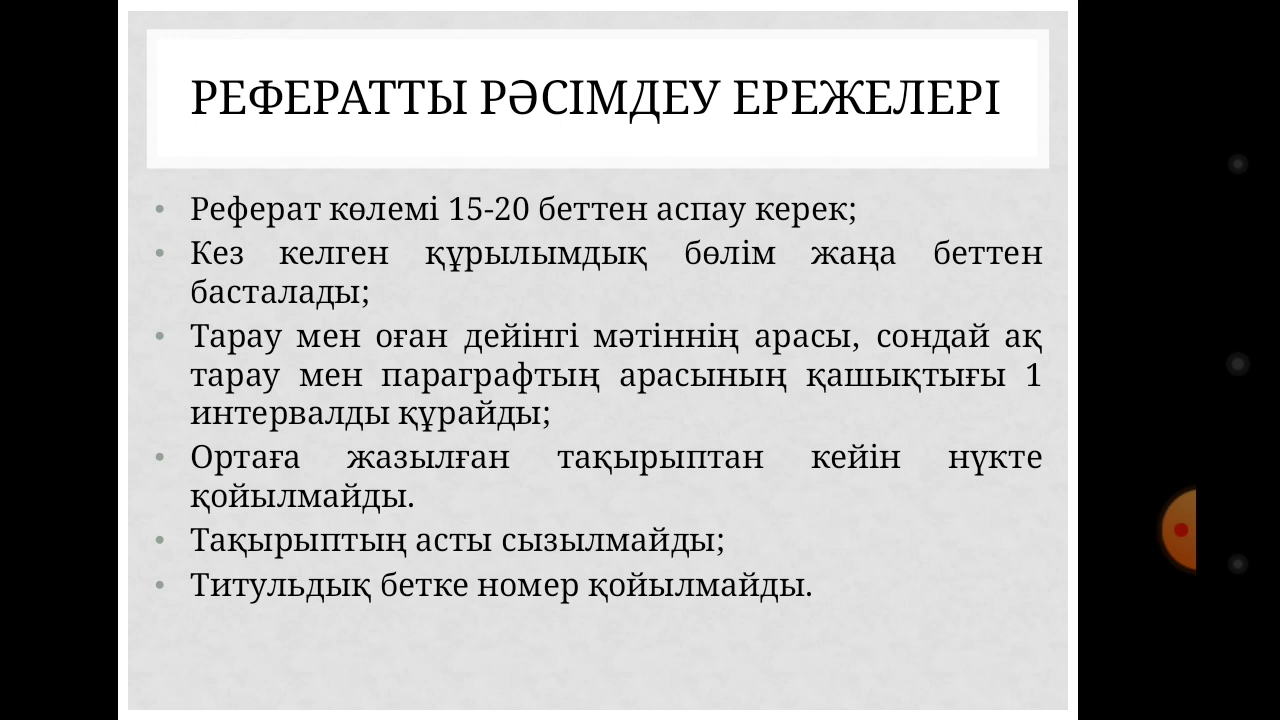 РЕФЕРАТТЫ РӘСІМДЕУ ЕРЕЖЕЛЕРІ
• Реферат көлемі 15-20 беттен аспау керек;
• Кез келген құрылымдық бөлім жаңа беттен
басталады;
• Тарау мен оған дейінгі мәтіннің арасы, сондай ақ
тарау мен параграфтың арасының қашықтығы 1
интервалды құрайды;
• Ортаға жазылған тақырыптан кейін нүкте
қойылмайды.
• Тақырыптың асты сызылмайды;
• Титульдық бетке номер қойылмайды.